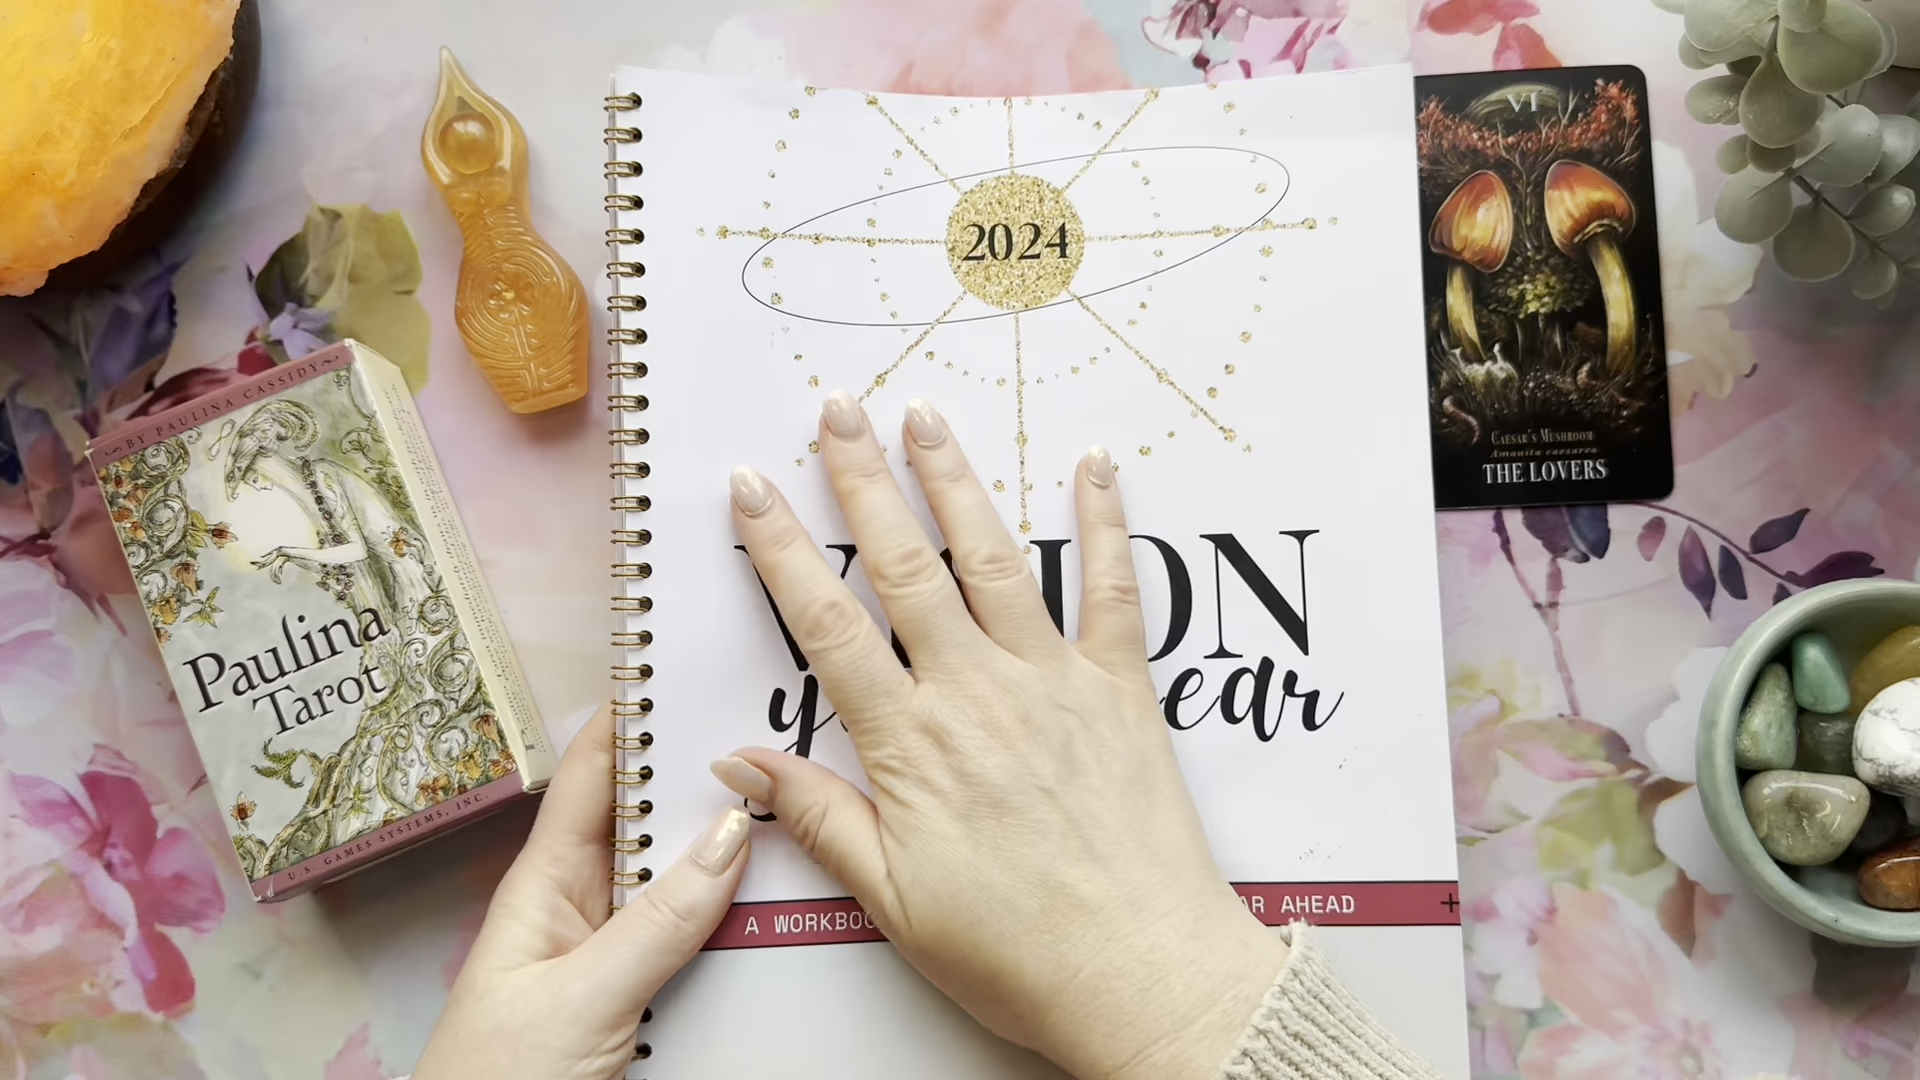 BY PAULINA CASSIDY
Paulina
Tarot
U.S. GAMES SYSTEMS, INC.
2024
ION
y ear
A WORKBOO AR AHEAD
VI
CAESAR'S MUSHROOM
Amanita caesarea
THE LOVERS